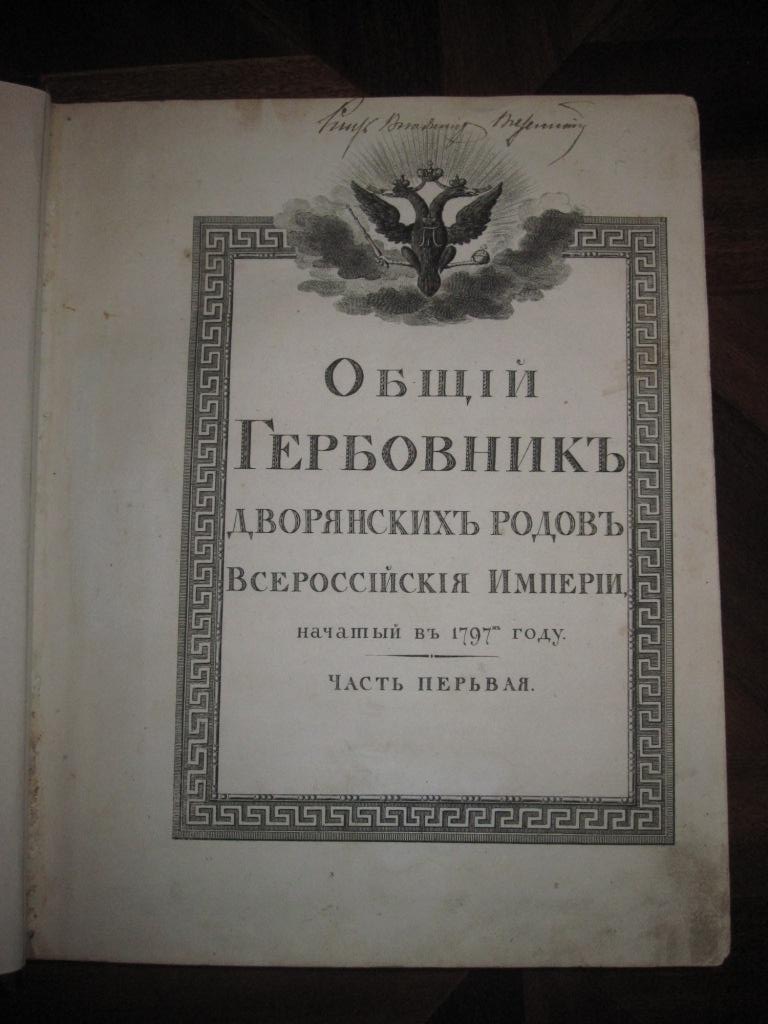 Общій
Гербовникъ
дворянскихъ родовъ
Всероссійскія Имперіи,
начатый въ 1797мъ году.
Часть перьвая.